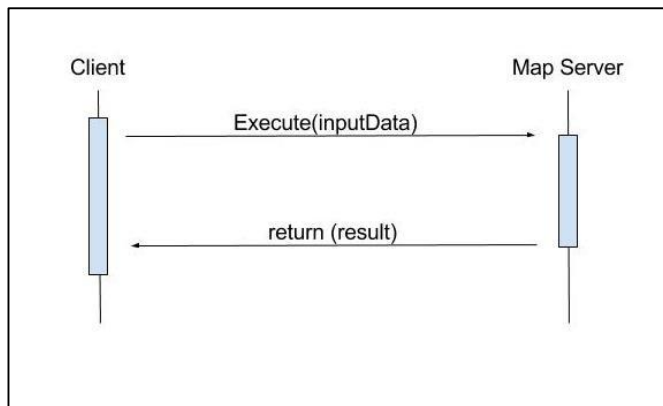 Client
Map Server
Execute(inputData)
return (result)